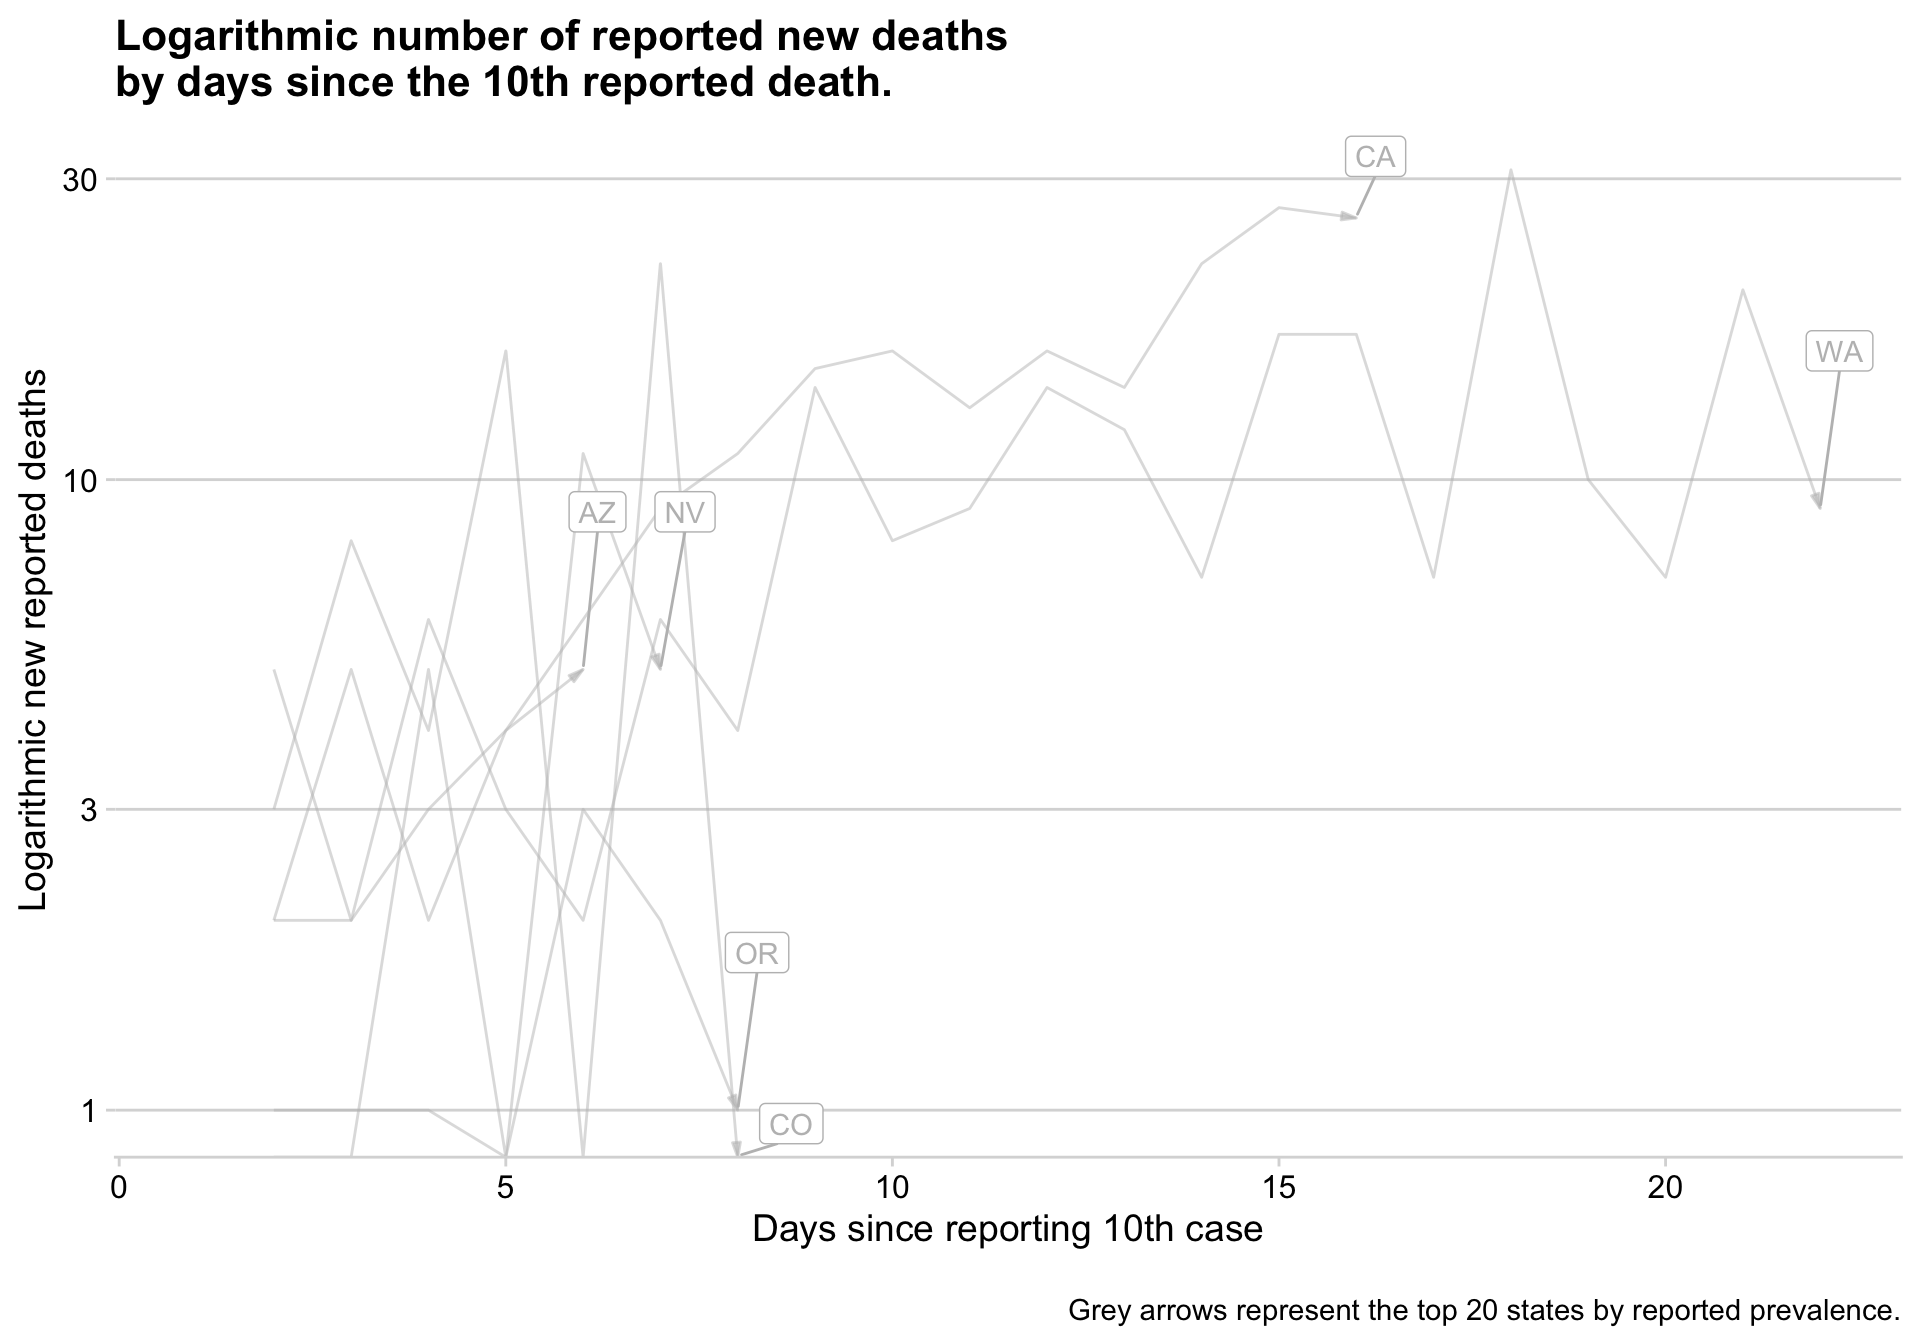 Logarithmic number of reported new deaths
by days since the 10th reported death.
CA
30
WA
Logarithmic new reported deaths
10
AZ NV
3
OR
1
CO
0 5 10 15 20
Days since reporting 10th case
Grey arrows represent the top 20 states by reported prevalence.